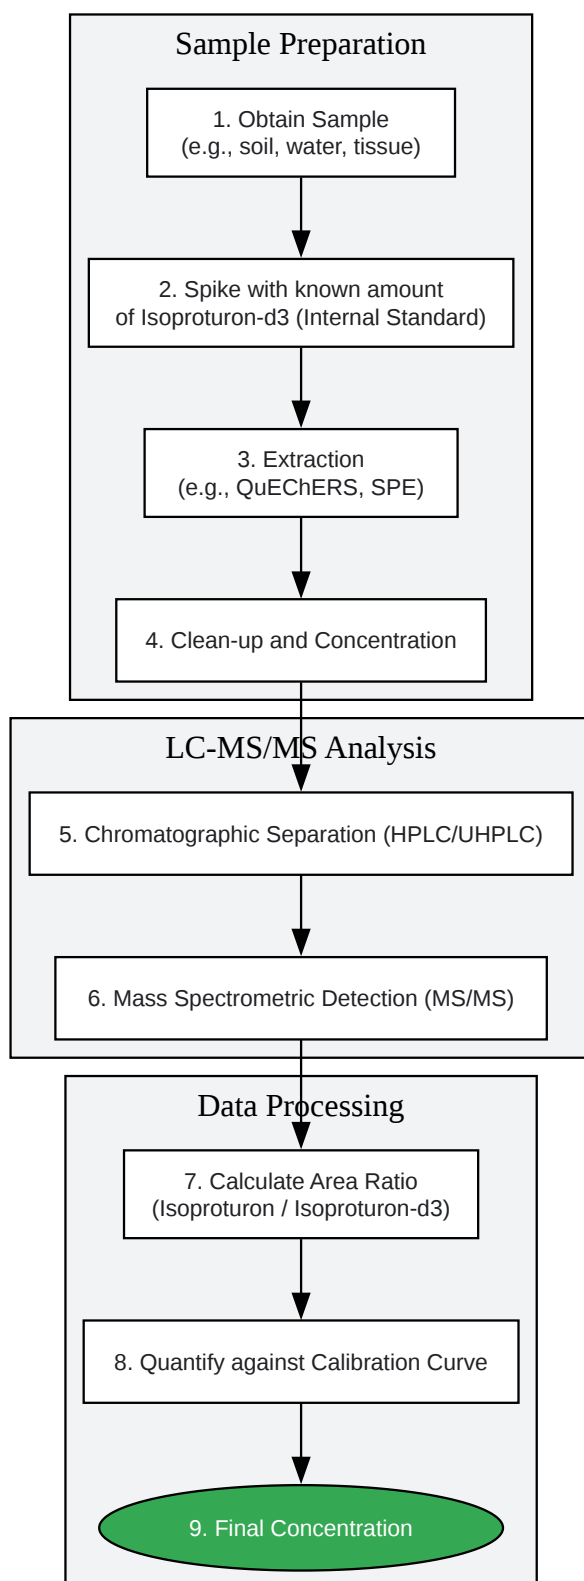 Sample Preparation
1. Obtain Sample
(e.g., soil, water, tissue)
2. Spike with known amount
of Isoproturon-d3 (Internal Standard)
3. Extraction
(e.g., QuEChERS, SPE)
4. Clean-up and Concentration
LC-MS/MS Analysis
5. Chromatographic Separation (HPLC/UHPLC)
6. Mass Spectrometric Detection (MS/MS)
Data Processing
7. Calculate Area Ratio
(Isoproturon / Isoproturon-d3)
8. Quantify against Calibration Curve
9. Final Concentration